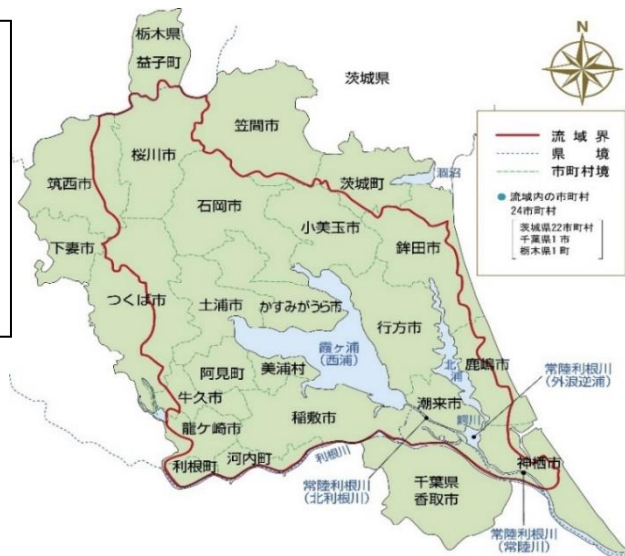 栃木県
益子町
茨城県
笠間市
桜川市
筑西市
茨城町
涸沼
石岡市
小美玉市
鉾田市
下妻市
つくば市
土浦市
かすみがうら市
行方市
霞ヶ浦
(西浦)
北浦
鹿嶋市
阿見町
美浦村
牛久市
稲敷市
潮来市
鰐川
常陸利根川
(外浪逆浦)
龍ケ崎市
利根町
河内町
利根川
神栖市
常陸利根川
(北利根川)
千葉県
香取市
常陸利根川
(常陸川)
N
流域界
県境
市町村境
流域内の市町村
24市町村
茨城県22市町村
千葉県1市
栃木県1町